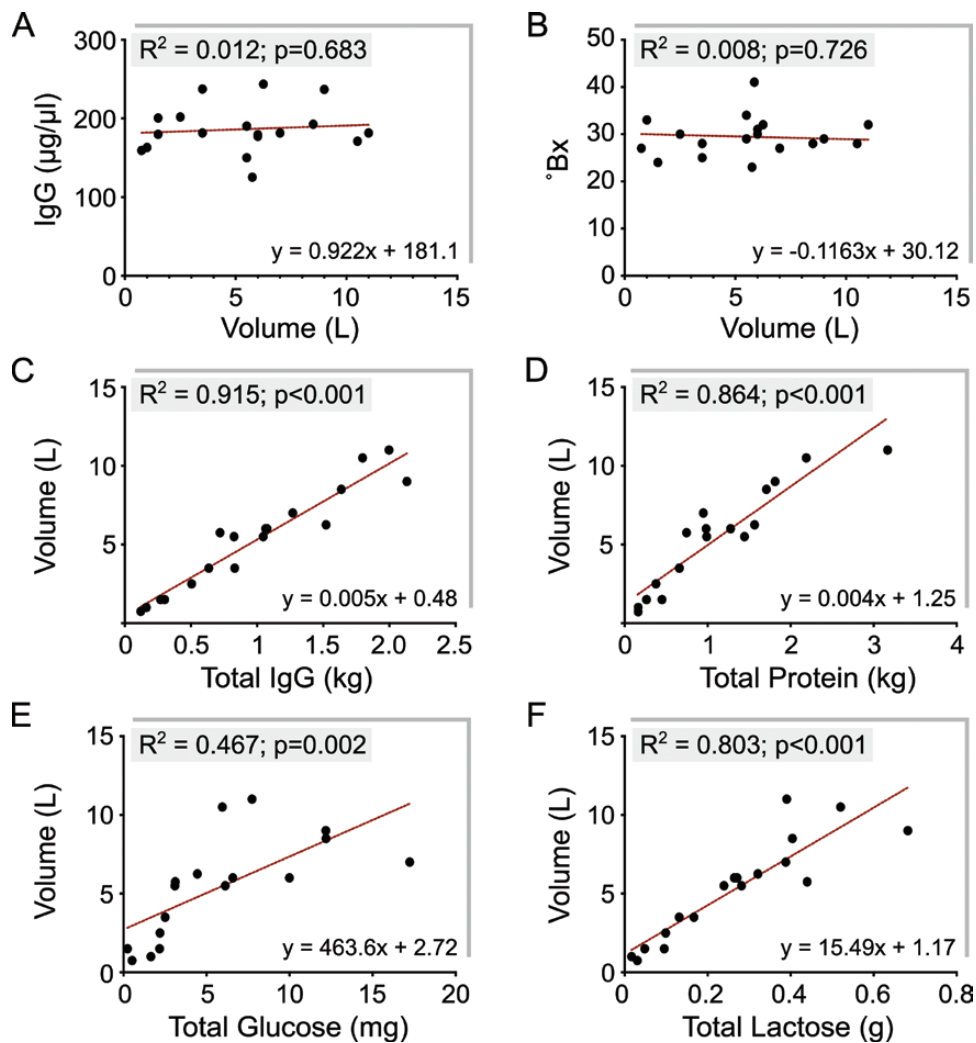 A
R² = 0.012; p=0.683
IgG (µg/µl)
300
200
100
0
0 5 10 15
Volume (L)
y = 0.922x + 181.1
B
R² = 0.008; p=0.726
°Bx
50
40
30
20
10
0
0 5 10 15
Volume (L)
y = -0.1163x + 30.12
C
R² = 0.915; p<0.001
Volume (L)
15
10
5
0
0 0.5 1.0 1.5 2.0 2.5
Total IgG (kg)
y = 0.005x + 0.48
D
R² = 0.864; p<0.001
Volume (L)
15
10
5
0
0 1 2 3 4
Total Protein (kg)
y = 0.004x + 1.25
E
R² = 0.467; p=0.002
Volume (L)
15
10
5
0
0 5 10 15 20
Total Glucose (mg)
y = 463.6x + 2.72
F
R² = 0.803; p<0.001
Volume (L)
15
10
5
0
0 0.2 0.4 0.6 0.8
Total Lactose (g)
y = 15.49x + 1.17